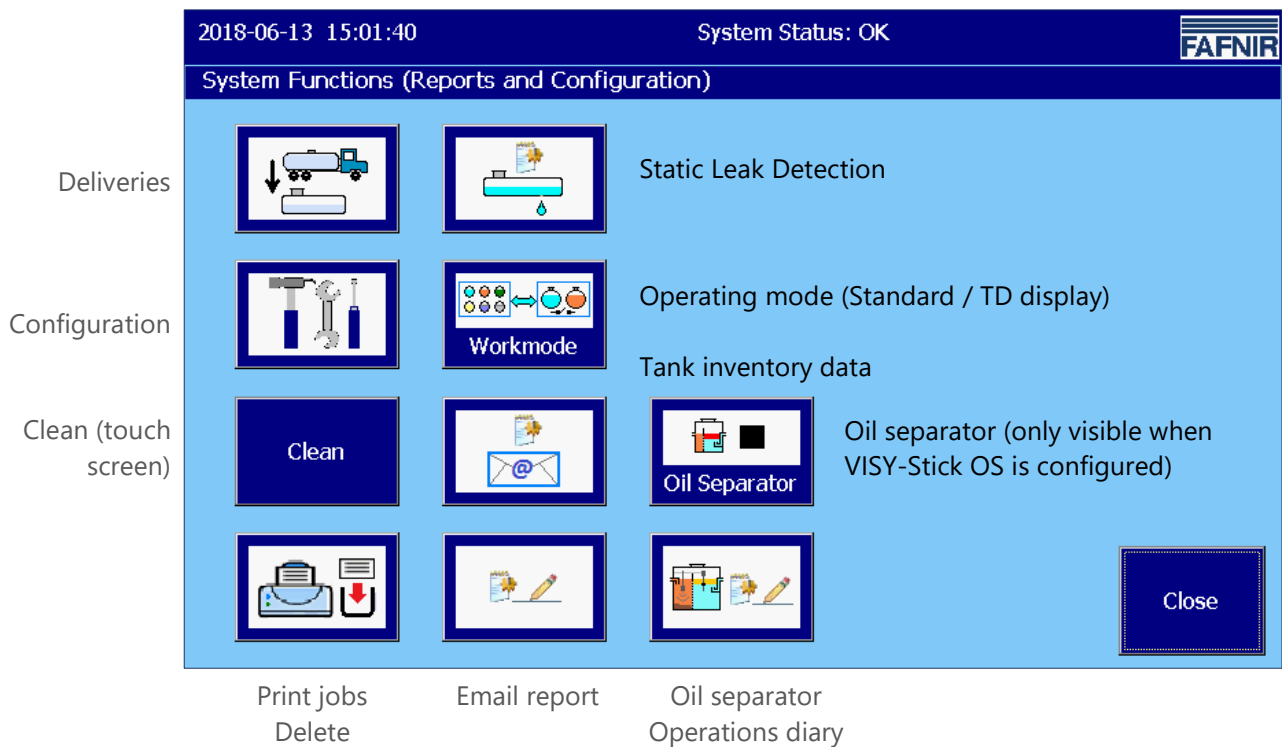 2018-06-13 15:01:40
System Status: OK
FAFNIR
System Functions (Reports and Configuration)
Deliveries
Static Leak Detection
Configuration
Workmode
Operating mode (Standard / TD display)
Tank inventory data
Clean (touch
screen)
Clean
@
Oil Separator
Oil separator (only visible when
VISY-Stick OS is configured)
Close
Print jobs
Delete
Email report
Oil separator
Operations diary